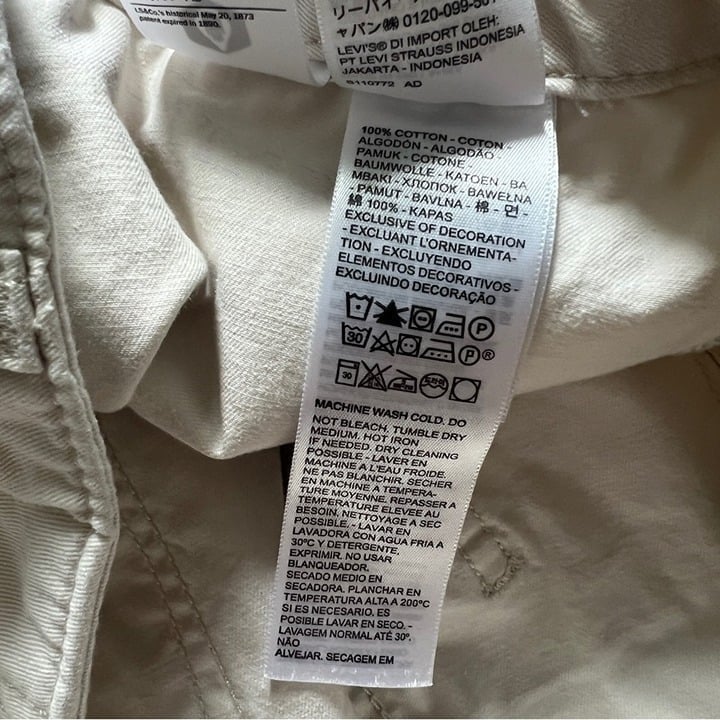 LS&Co.'s historical May 20, 1873
patent expired in 1890.
リーバイ
ャパン㈱ 0120-099-501
LEVI'S® DI IMPORT OLEH:
PT LEVI STRAUSS INDONESIA
JAKARTA - INDONESIA
AD
100% COTTON - COTON -
ALGODÓN - ALGODÃO -
PAMUK - COTONE -
BAUMWOLLE - KATOEN - BA
MBAKI - ХЛОПОК - BAWEŁNA
- PAMUT - BAVLNA - 棉 - 면 -
綿 100% - KAPAS
EXCLUSIVE OF DECORATION
- EXCLUANT L'ORNEMENTA-
TION - EXCLUYENDO
ELEMENTOS DECORATIVOS -
EXCLUINDO DECORAÇÃO
P
30 P ®
30
MACHINE WASH COLD. DO
NOT BLEACH. TUMBLE DRY
MEDIUM. HOT IRON
IF NEEDED. DRY CLEANING
POSSIBLE - LAVER EN
MACHINE A L'EAU FROIDE.
NE PAS BLANCHIR. SECHER
EN MACHINE A TEMPERA-
TURE MOYENNE. REPASSER A
TEMPERATURE ELEVEE AU
BESOIN. NETTOYAGE A SEC
POSSIBLE. - LAVAR EN
LAVADORA CON AGUA FRIA A
30ºC Y DETERGENTE.
EXPRIMIR. NO USAR
BLANQUEADOR.
SECADO MEDIO EN
SECADORA. PLANCHAR EN
TEMPERATURA ALTA A 200ºC
SI ES NECESARIO. ES
POSIBLE LAVAR EN SECO. -
LAVAGEM NORMAL ATÉ 30º.
NÃO
ALVEJAR. SECAGEM EM